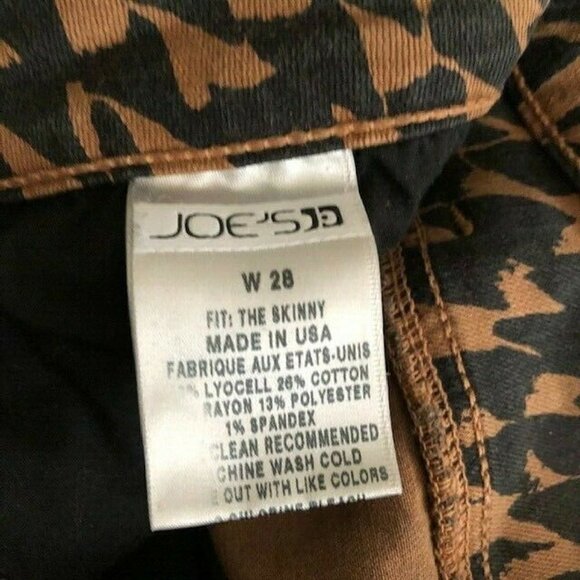 JOE'S
W 28
FIT: THE SKINNY
MADE IN USA
FABRIQUE AUX ETATS-UNIS
% LYOCELL 26% COTTON
RAYON 13% POLYESTER
1% SPANDEX
CLEAN RECOMMENDED
CHINE WASH COLD
OUT WITH LIKE COLORS